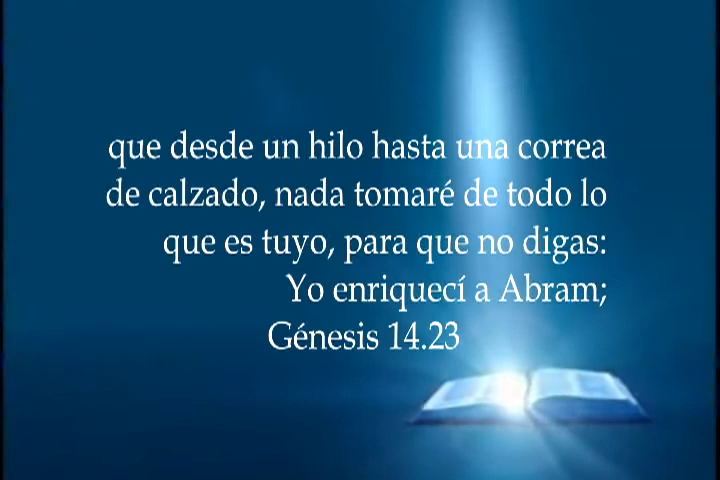 que desde un hilo hasta una correa
de calzado, nada tomaré de todo lo
que es tuyo, para que no digas:
Yo enriquecí a Abram;
Génesis 14.23